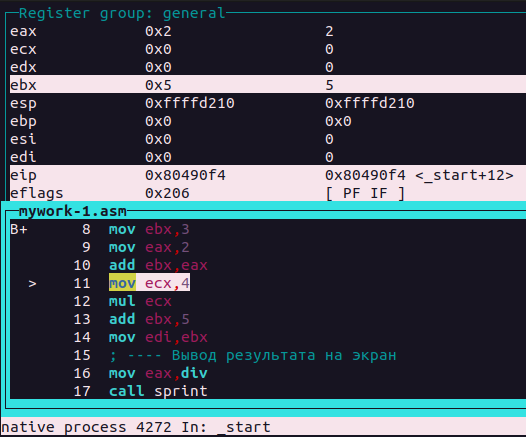 Register group: general
eax 0x2 2
ecx 0x0 0
edx 0x0 0
ebx 0x5 5
esp 0xffffd210 0xffffd210
ebp 0x0 0x0
esi 0x0 0
edi 0x0 0
eip 0x80490f4 0x80490f4 <_start+12>
eflags 0x206 [ PF IF ]
mywork-1.asm
B+ 8 mov ebx,3
9 mov eax,2
10 add ebx,eax
> 11 mov ecx,4
12 mul ecx
13 add ebx,5
14 mov edi,ebx
15 ; ---- Вывод результата на экран
16 mov eax,div
17 call sprint
native process 4272 In: _start